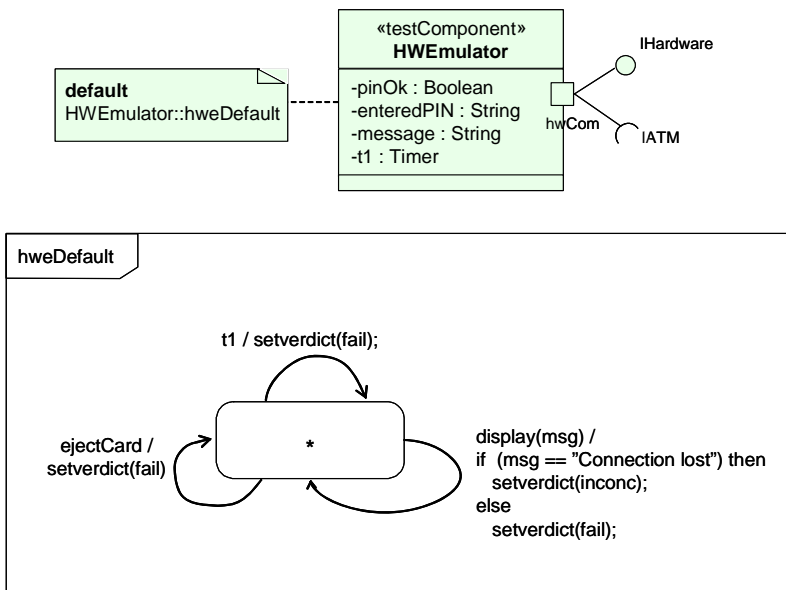 «testComponent»
HWEmulator
IHardware
default
HWEmulator::hweDefault
-pinOk : Boolean
-enteredPIN : String
-message : String
-t1 : Timer
hwCom
IATM
hweDefault
t1 / setverdict(fail);
ejectCard /
setverdict(fail)
*
display(msg) /
if (msg == ”Connection lost”) then
setverdict(inconc);
else
setverdict(fail);